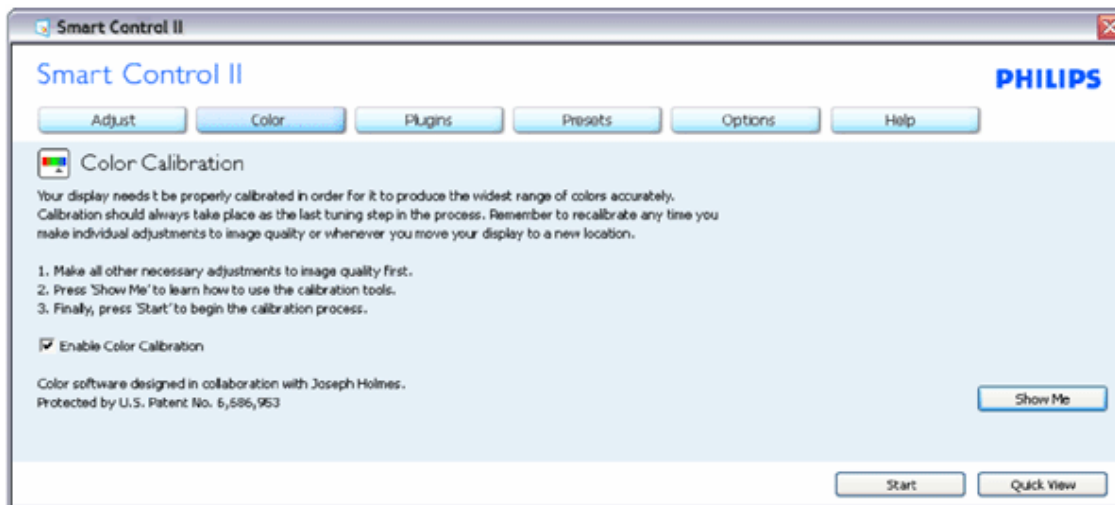 Smart Control II
Smart Control II
PHILIPS
Adjust
Color
Plugins
Presets
Options
Help
Color Calibration
Your display needs t be properly calibrated in order for it to produce the widest range of colors accurately.
Calibration should always take place as the last tuning step in the process. Remember to recalibrate any time you
make individual adjustments to image quality or whenever you move your display to a new location.
1. Make all other necessary adjustments to image quality first.
2. Press 'Show Me' to learn how to use the calibration tools.
3. Finally, press 'Start' to begin the calibration process.
Enable Color Calibration
Color software designed in collaboration with Joseph Holmes.
Protected by U.S. Patent No. 6,686,953
Show Me
Start
Quick View